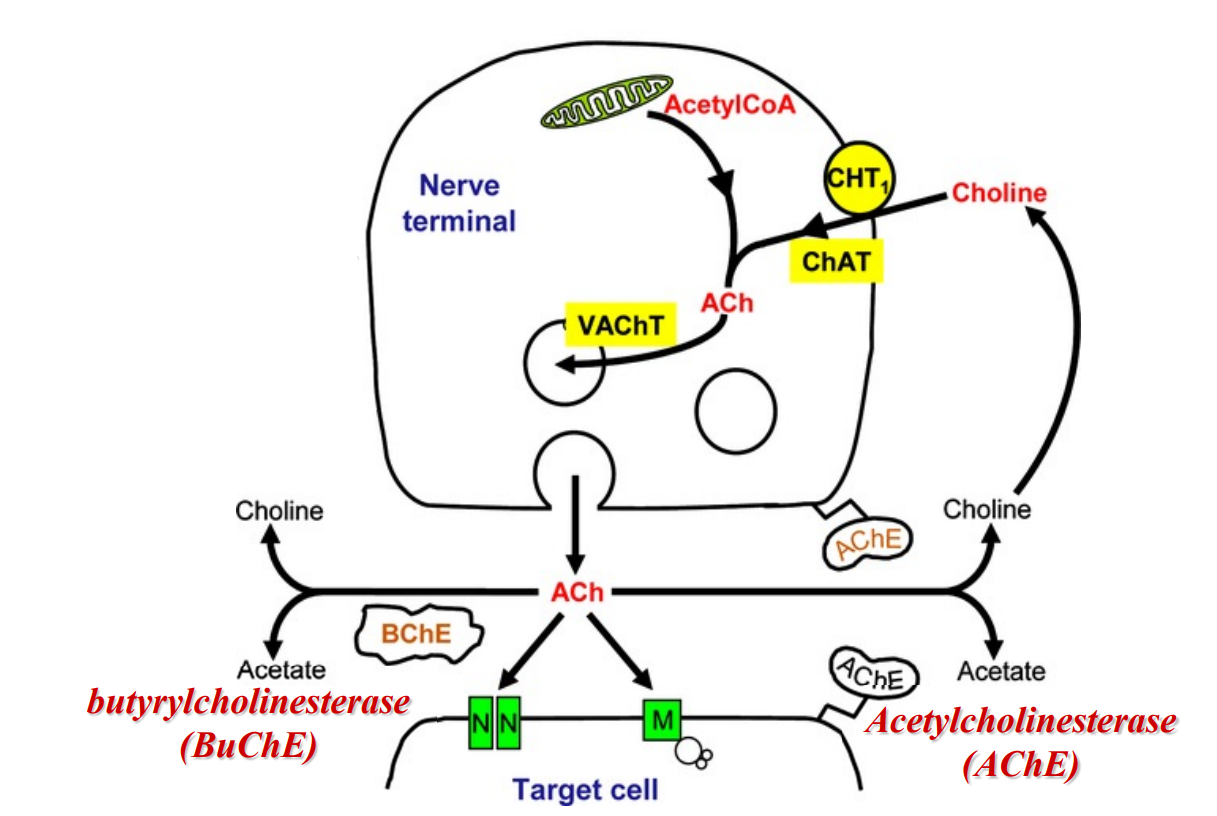 AcetylCoA
CHT1
Nerve
terminal
Choline
ChAT
ACh
VAChT
Choline
Choline
AChE
ACh
BChE
Acetate
AChE
Acetate
butyrylcholinesterase
(BuChE)
N N
M
Acetylcholinesterase
(AChE)
Target cell